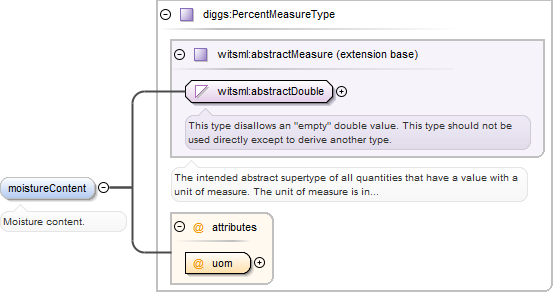 diggs:PercentMeasureType
witsml:abstractMeasure (extension base)
witsml:abstractDouble
This type disallows an "empty" double value. This type should not be
used directly except to derive another type.
The intended abstract supertype of all quantities that have a value with a
unit of measure. The unit of measure is in...
moistureContent
Moisture content.
@ attributes
@ uom